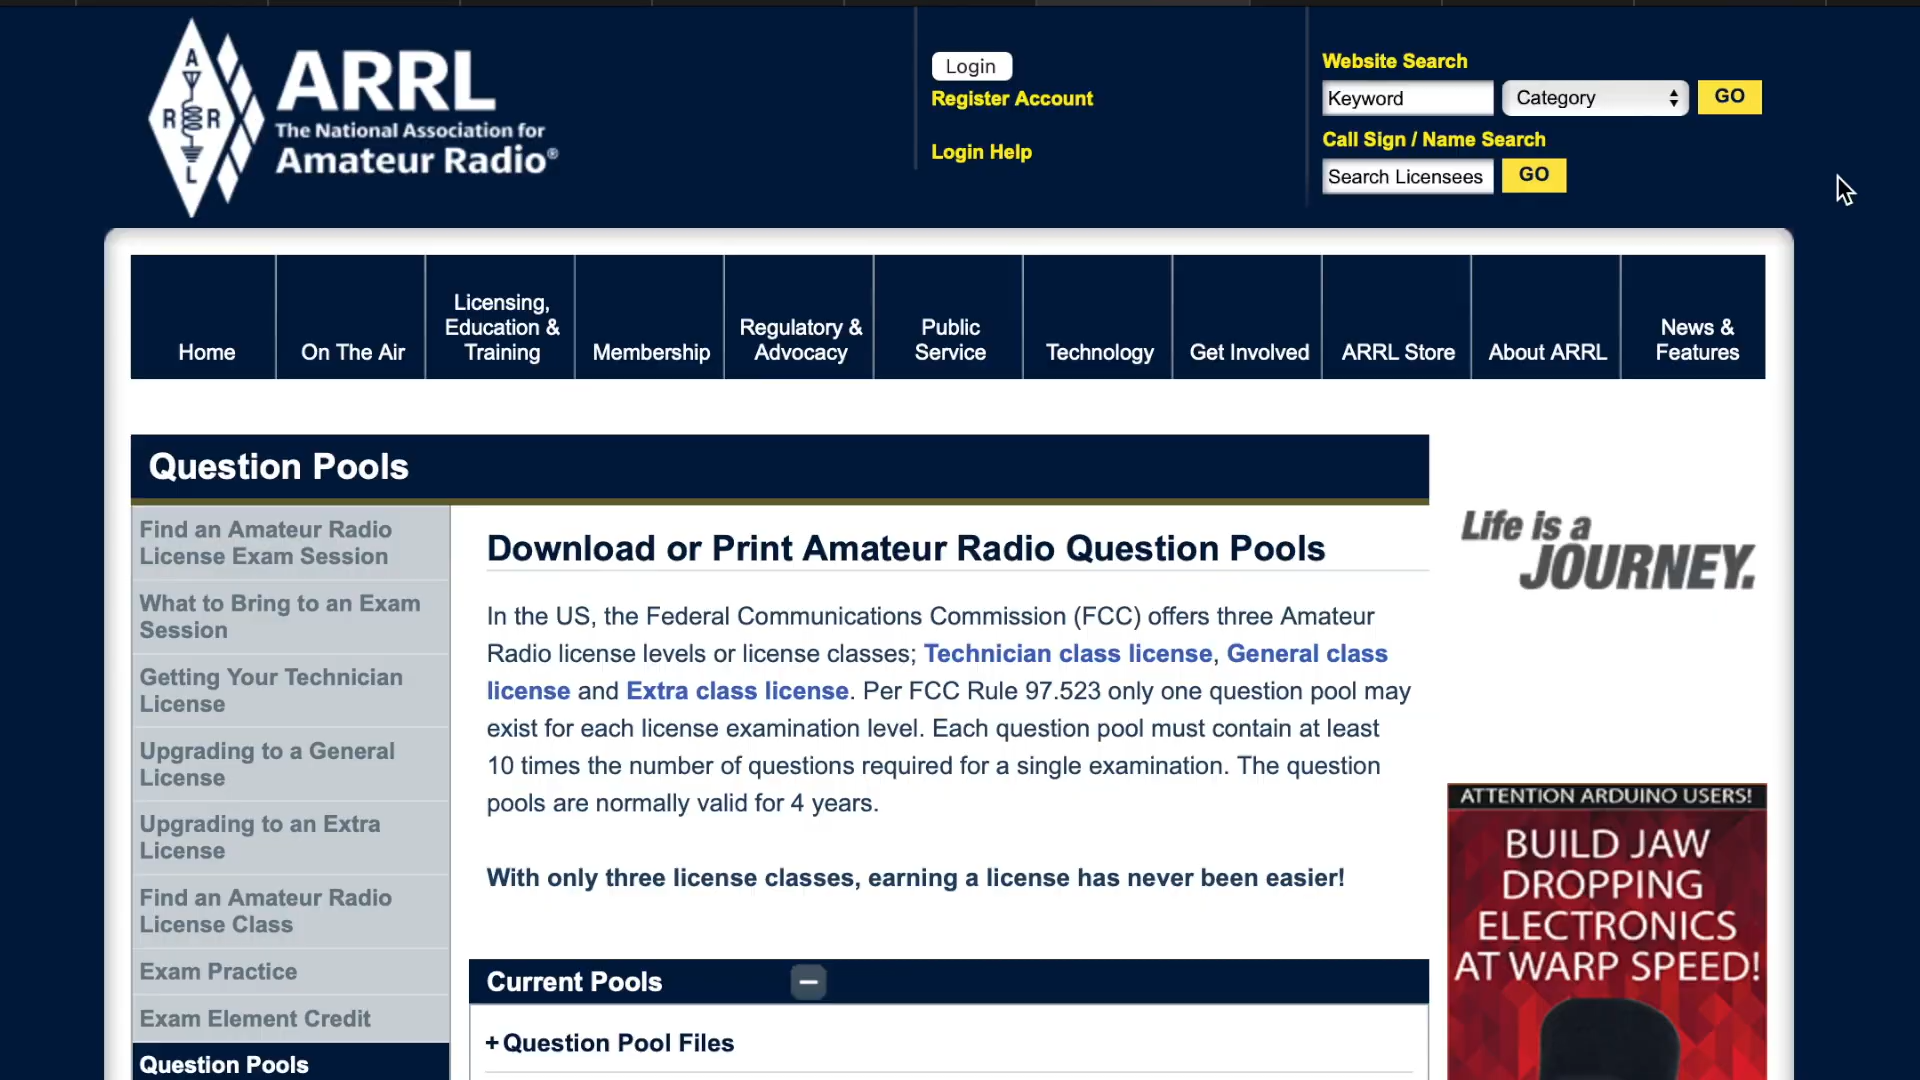 A
R R
L
ARRL
The National Association for
Amateur Radio®
Login
Register Account
Login Help
Website Search
Keyword
Category
GO
Call Sign / Name Search
Search Licensees
GO
Home
On The Air
Licensing,
Education &
Training
Membership
Regulatory &
Advocacy
Public
Service
Technology
Get Involved
ARRL Store
About ARRL
News &
Features
Question Pools
Find an Amateur Radio
License Exam Session
What to Bring to an Exam
Session
Getting Your Technician
License
Upgrading to a General
License
Upgrading to an Extra
License
Find an Amateur Radio
License Class
Exam Practice
Exam Element Credit
Question Pools
Download or Print Amateur Radio Question Pools
In the US, the Federal Communications Commission (FCC) offers three Amateur
Radio license levels or license classes; Technician class license, General class
license and Extra class license. Per FCC Rule 97.523 only one question pool may
exist for each license examination level. Each question pool must contain at least
10 times the number of questions required for a single examination. The question
pools are normally valid for 4 years.
With only three license classes, earning a license has never been easier!
Current Pools
+Question Pool Files
Life is a
JOURNEY.
ATTENTION ARDUINO USERS!
BUILD JAW
DROPPING
ELECTRONICS
AT WARP SPEED!